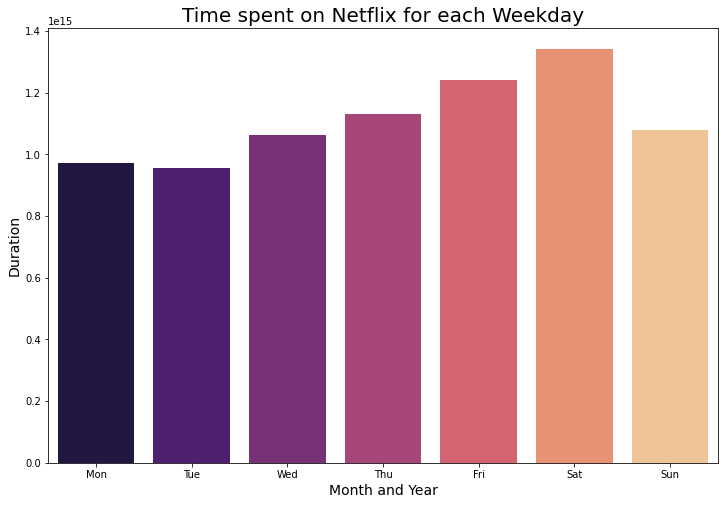 Time spent on Netflix for each Weekday
1e15
1.4
1.2
1.0
0.8
0.6
0.4
0.2
0.0
Duration
Mon Tue Wed Thu Fri Sat Sun
Month and Year